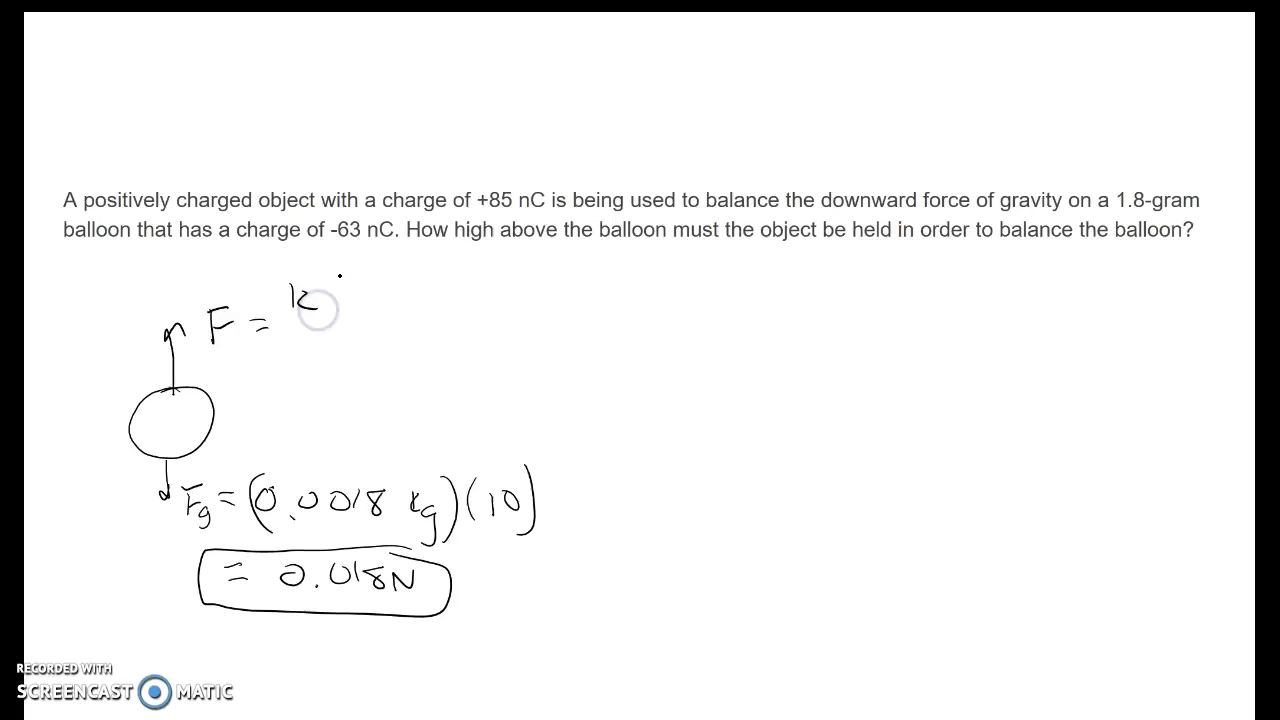 A positively charged object with a charge of +85 nC is being used to balance the downward force of gravity on a 1.8-gram
balloon that has a charge of -63 nC. How high above the balloon must the object be held in order to balance the balloon?
F = k
Fg = (0.0018 kg)(10)
= 0.018N
RECORDED WITH
SCREENCAST MATIC